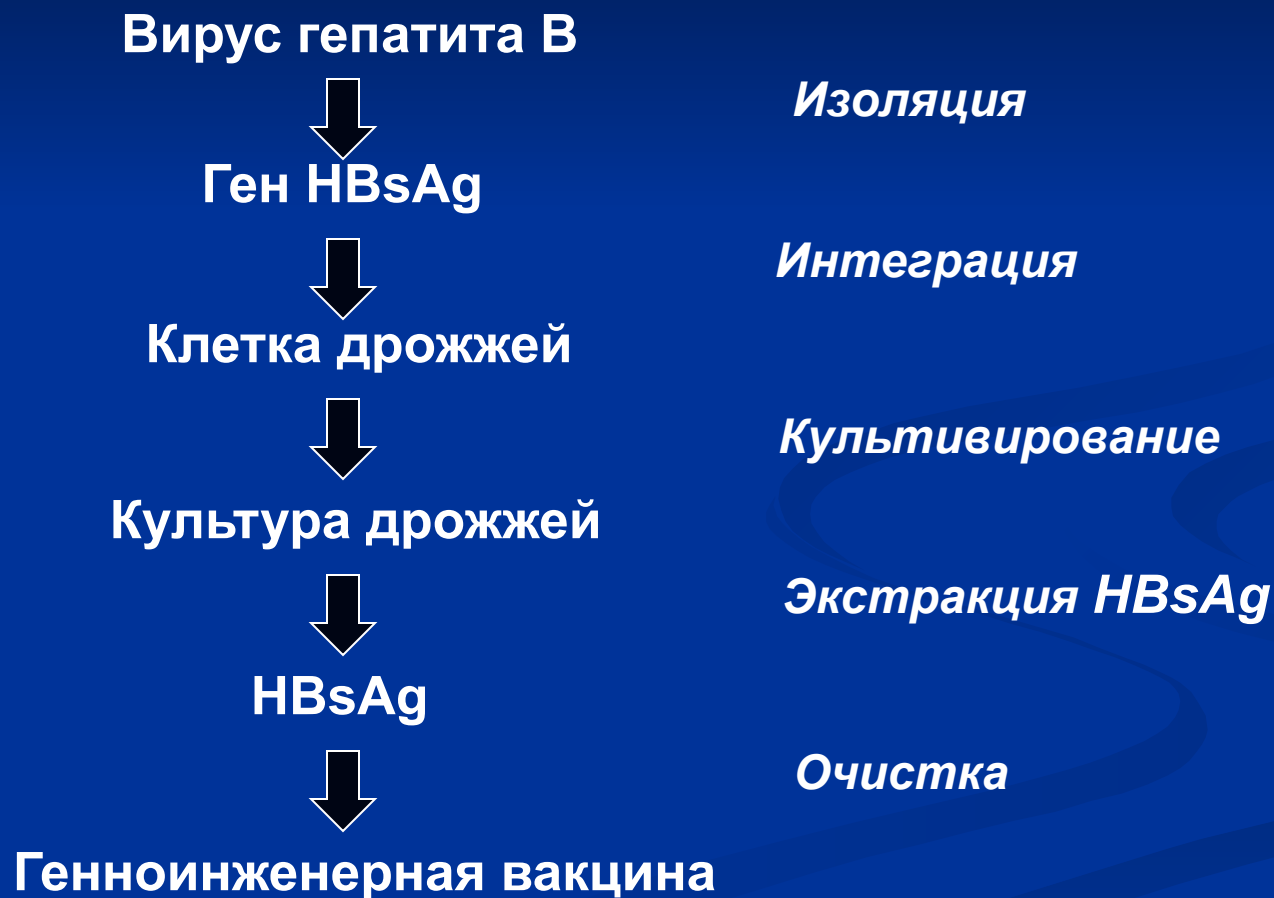 Вирус гепатита В
Изоляция
Ген HBsAg
Интеграция
Клетка дрожжей
Культивирование
Культура дрожжей
Экстракция HBsAg
HBsAg
Очистка
Генноинженерная вакцина